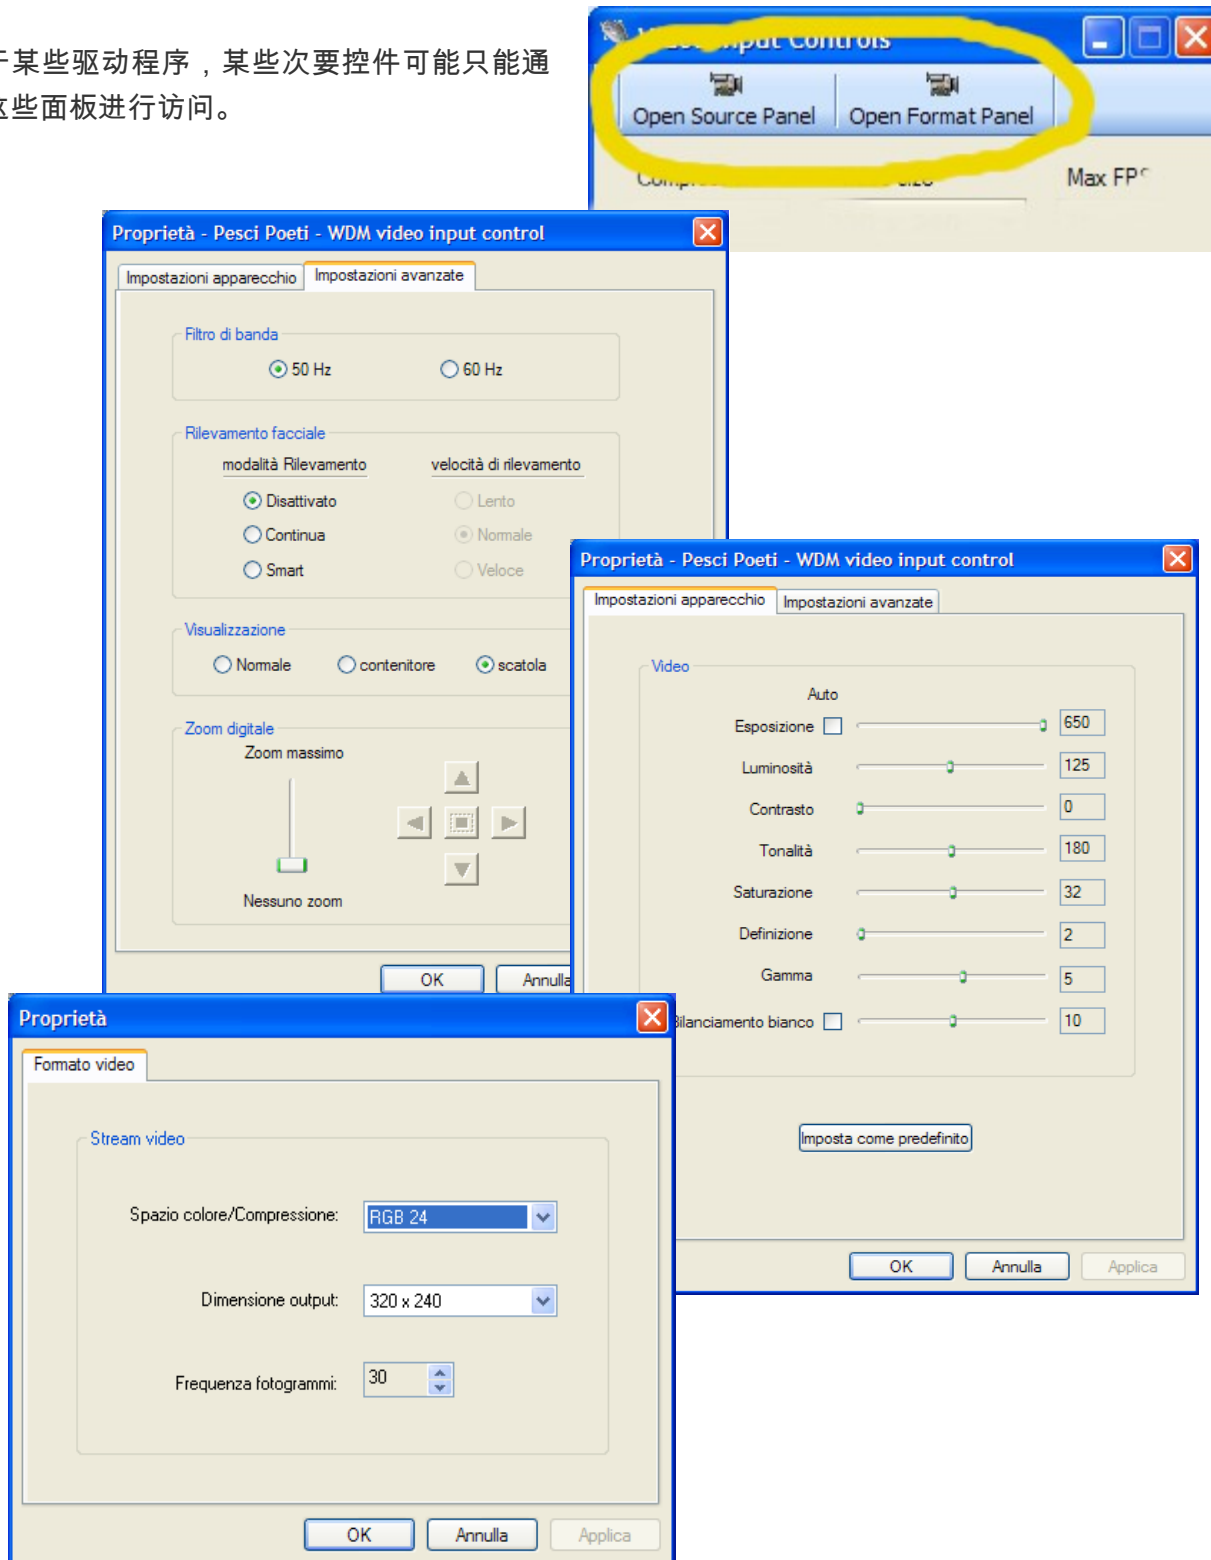 于某些驱动程序，某些次要控件可能只能通
这些面板进行访问。
Input Controls
Open Source Panel
Open Format Panel
Max FPS
Proprietà - Pesci Poeti - WDM video input control
Impostazioni apparecchio
Impostazioni avanzate
Filtro di banda
50 Hz
60 Hz
Rilevamento facciale
modalità Rilevamento
velocità di rilevamento
Disattivato
Lento
Continua
Normale
Smart
Veloce
Visualizzazione
Normale
contenitore
scatola
Zoom digitale
Zoom massimo
Nessuno zoom
OK
Annulla
Proprietà - Pesci Poeti - WDM video input control
Impostazioni apparecchio
Impostazioni avanzate
Video
Auto
Esposizione
650
Luminosità
125
Contrasto
0
Tonalità
180
Saturazione
32
Definizione
2
Gamma
5
Bilanciamento bianco
10
Imposta come predefinito
OK
Annulla
Applica
Proprietà
Formato video
Stream video
Spazio colore/Compressione:
RGB 24
Dimensione output:
320 x 240
Frequenza fotogrammi:
30
OK
Annulla
Applica